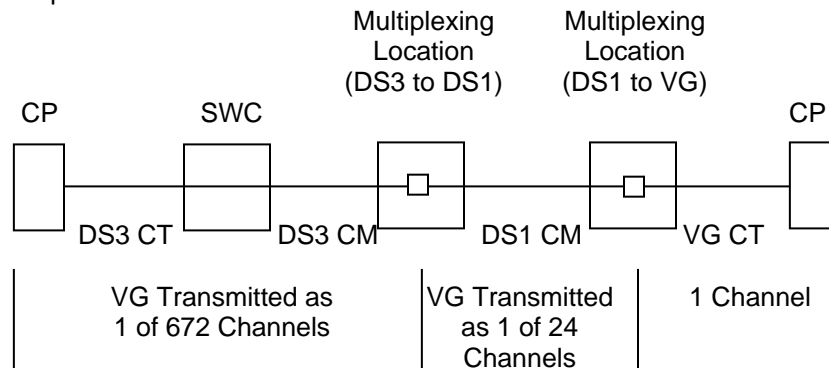 Multiplexing Multiplexing
Location Location
(DS3 to DS1) (DS1 to VG)
CP SWC CP
DS3 CT DS3 CM DS1 CM VG CT
VG Transmitted as VG Transmitted 1 Channel
1 of 672 Channels as 1 of 24
Channels